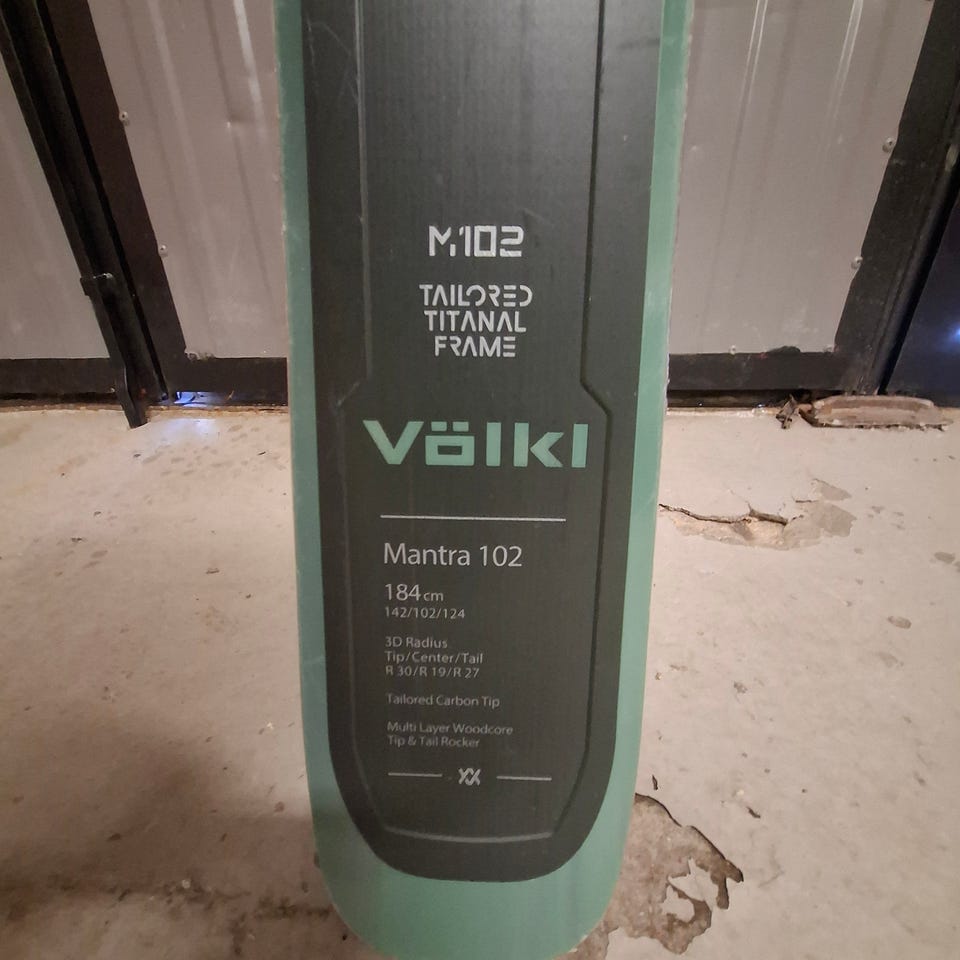 M102
TAILORED
TITANAL
FRAME
Völkl
Mantra 102
184cm
142/102/124
3D Radius
Tip/Center/Tail
R 30/R 19/R 27
Tailored Carbon Tip
Multi Layer Woodcore
Tip & Tail Rocker